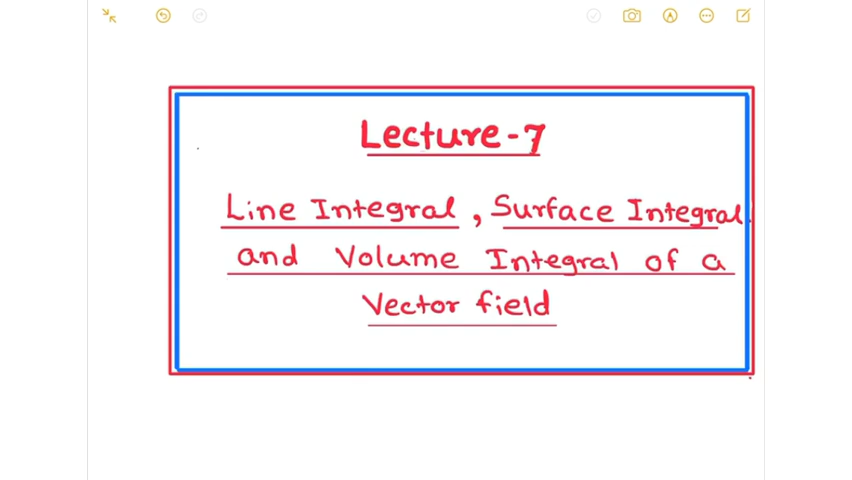 Lecture-7
Line Integral, Surface Integral
and Volume Integral of a
Vector field